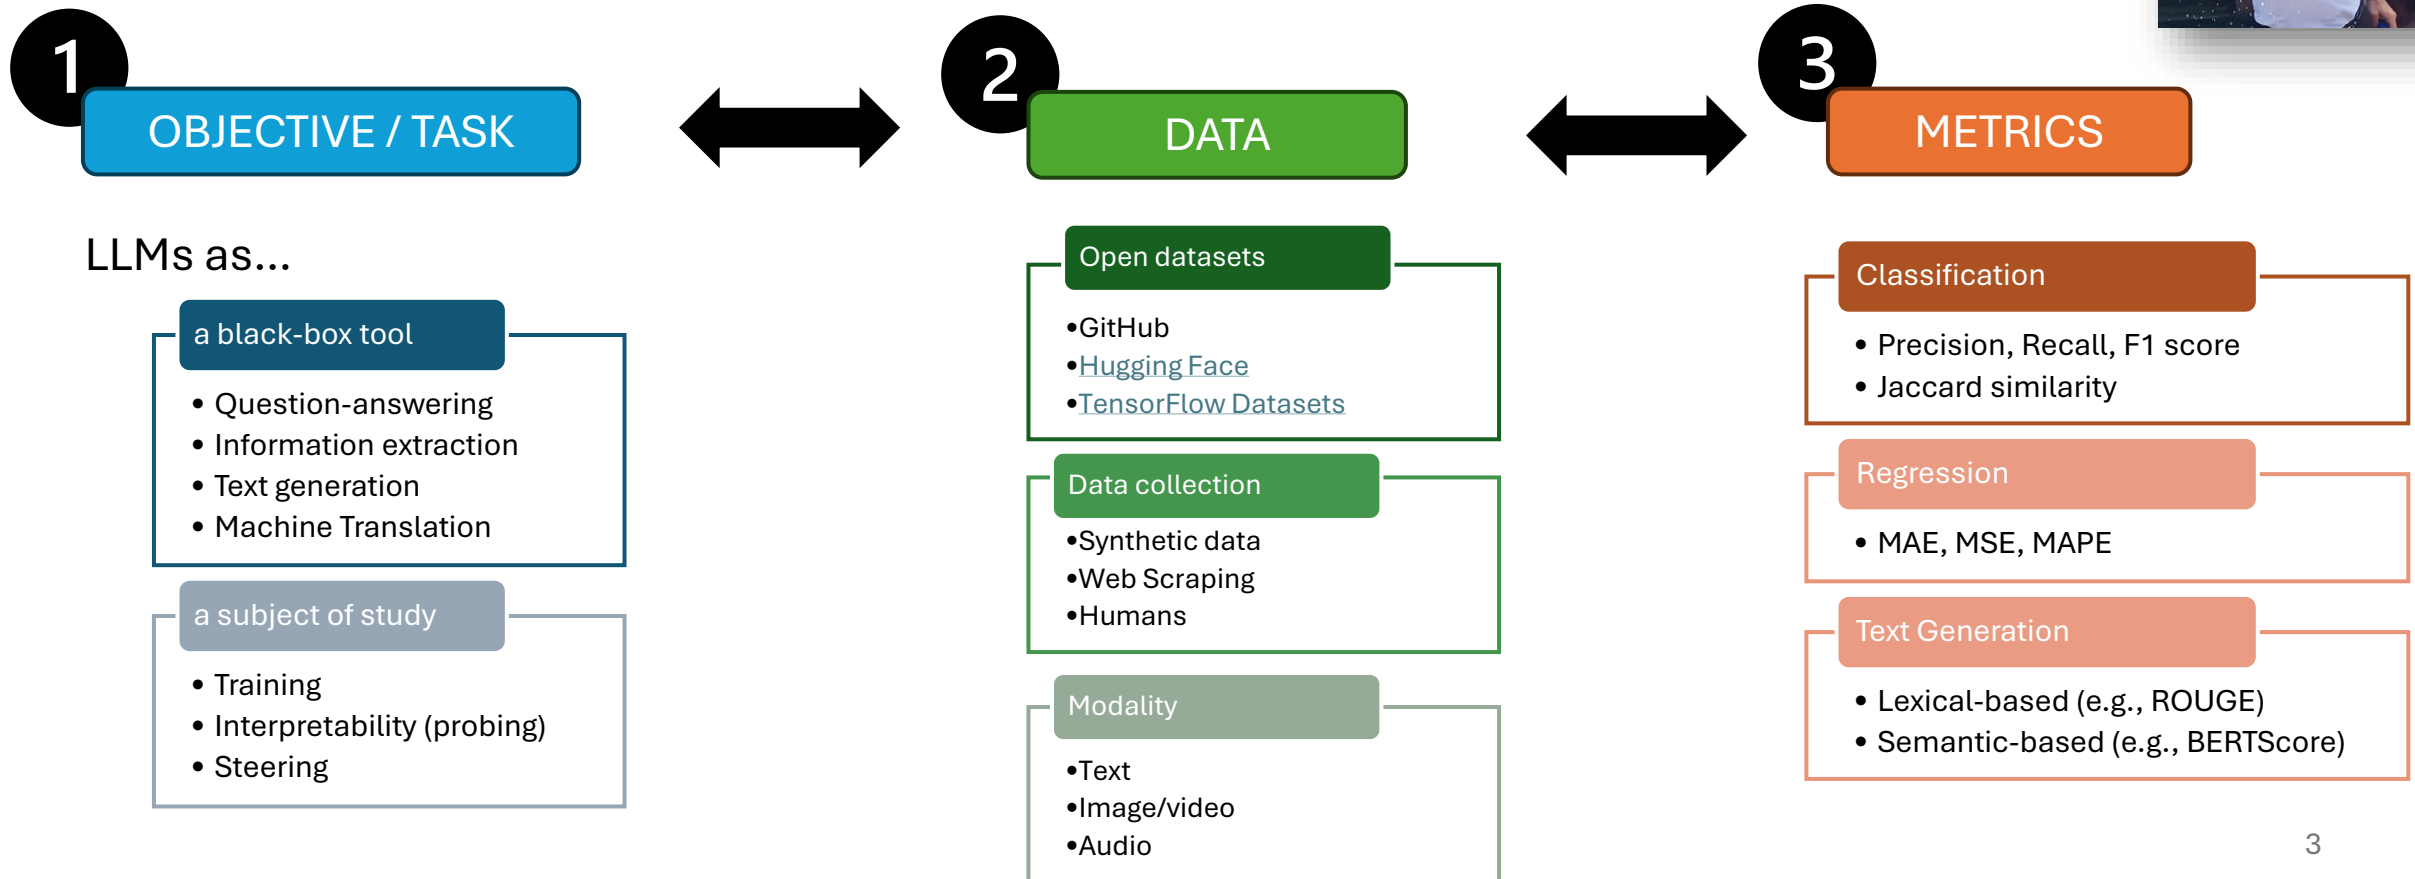 1
OBJECTIVE / TASK
LLMs as...
a black-box tool
• Question-answering
• Information extraction
• Text generation
• Machine Translation
a subject of study
• Training
• Interpretability (probing)
• Steering
2
DATA
Open datasets
•GitHub
•Hugging Face
•TensorFlow Datasets
Data collection
•Synthetic data
•Web Scraping
•Humans
Modality
•Text
•Image/video
•Audio
3
METRICS
Classification
• Precision, Recall, F1 score
• Jaccard similarity
Regression
• MAE, MSE, MAPE
Text Generation
• Lexical-based (e.g., ROUGE)
• Semantic-based (e.g., BERTScore)
3